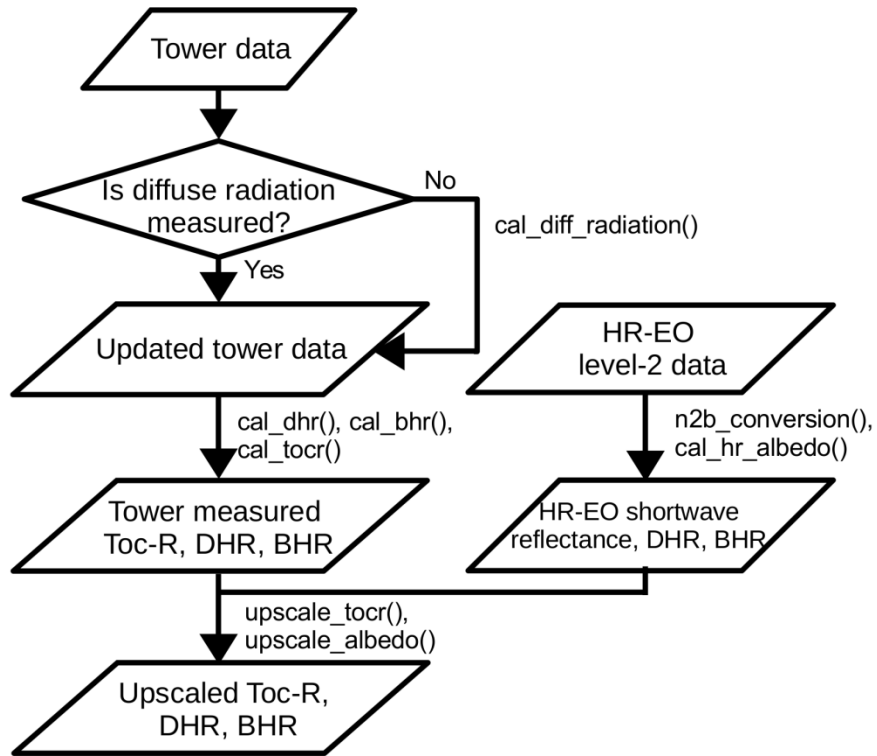 Tower data
Is diffuse radiation
measured?
No
cal_diff_radiation()
Yes
Updated tower data
HR-EO
level-2 data
cal_dhr(), cal_bhr(),
cal_tocr()
n2b_conversion(),
cal_hr_albedo()
Tower measured
Toc-R, DHR, BHR
HR-EO shortwave
reflectance, DHR, BHR
upscale_tocr(),
upscale_albedo()
Upscaled Toc-R,
DHR, BHR